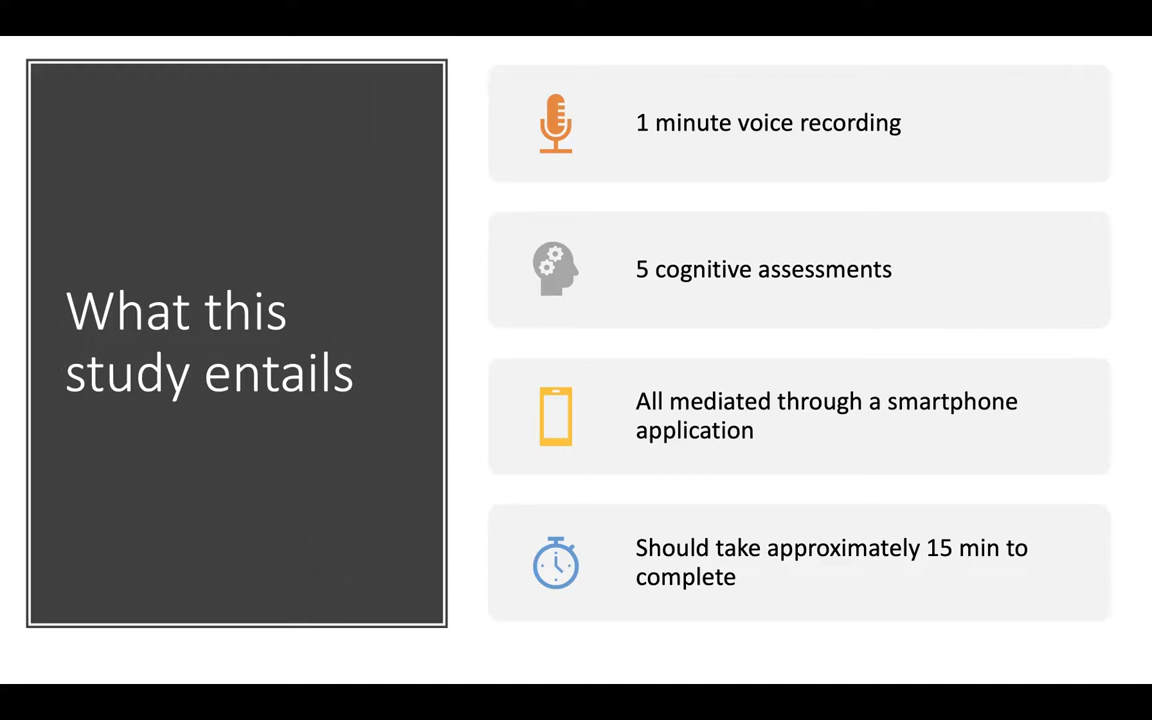 What this
study entails
1 minute voice recording
5 cognitive assessments
All mediated through a smartphone
application
Should take approximately 15 min to
complete